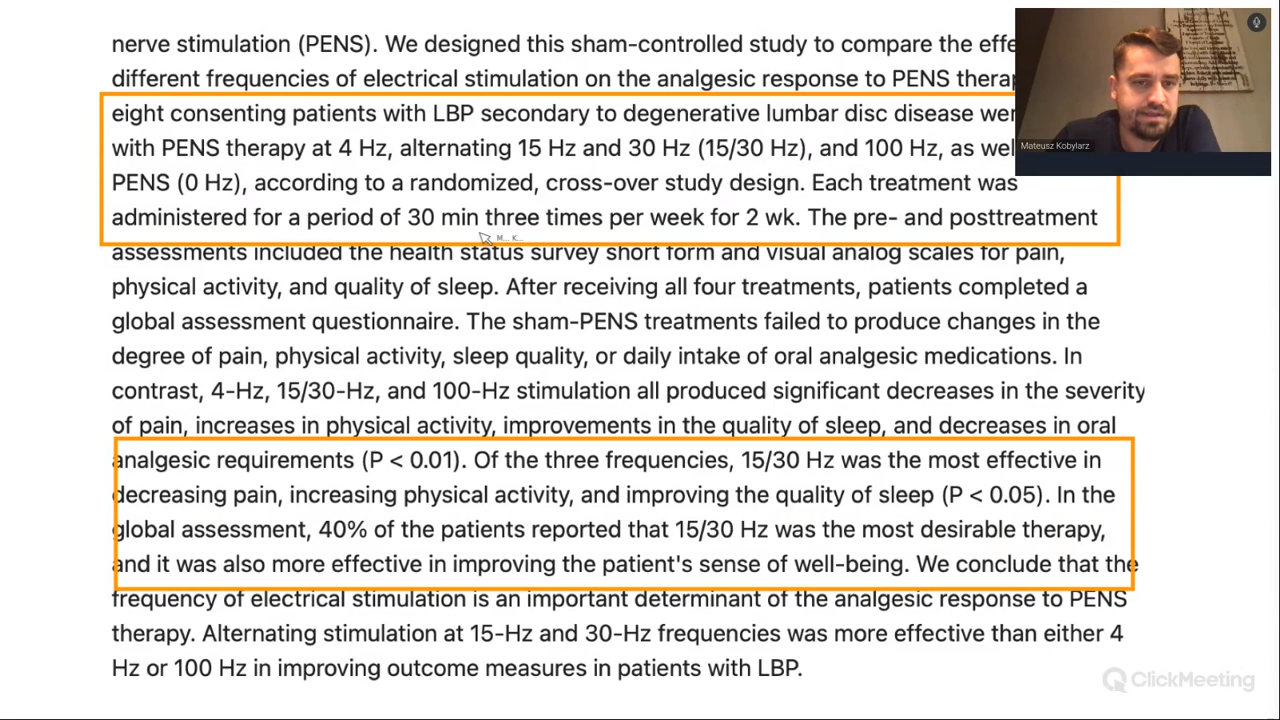 nerve stimulation (PENS). We designed this sham-controlled study to compare the
different frequencies of electrical stimulation on the analgesic response to PENS
eight consenting patients with LBP secondary to degenerative lumbar disc disease
with PENS therapy at 4 Hz, alternating 15 Hz and 30 Hz (15/30 Hz), and 100 Hz, as
PENS (0 Hz), according to a randomized, cross-over study design. Each treatment was
administered for a period of 30 min three times per week for 2 wk. The pre- and posttreatment
assessments included the health status survey short form and visual analog scales for pain,
physical activity, and quality of sleep. After receiving all four treatments, patients completed a
global assessment questionnaire. The sham-PENS treatments failed to produce changes in the
degree of pain, physical activity, sleep quality, or daily intake of oral analgesic medications. In
contrast, 4-Hz, 15/30-Hz, and 100-Hz stimulation all produced significant decreases in the severity
of pain, increases in physical activity, improvements in the quality of sleep, and decreases in oral
analgesic requirements (P < 0.01). Of the three frequencies, 15/30 Hz was the most effective in
decreasing pain, increasing physical activity, and improving the quality of sleep (P < 0.05). In the
global assessment, 40% of the patients reported that 15/30 Hz was the most desirable therapy,
and it was also more effective in improving the patient's sense of well-being. We conclude that the
frequency of electrical stimulation is an important determinant of the analgesic response to PENS
therapy. Alternating stimulation at 15-Hz and 30-Hz frequencies was more effective than either 4
Hz or 100 Hz in improving outcome measures in patients with LBP.
Mateusz Kobylarz
M... K...
ClickMeeting